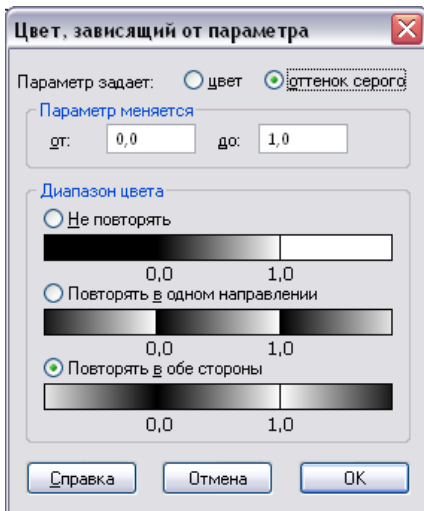 Цвет, зависящий от параметра
Параметр задает: цвет оттенок серого
Параметр меняется
от: 0,0 до: 1,0
Диапазон цвета
Не повторять
0,0 1,0
Повторять в одном направлении
0,0 1,0
Повторять в обе стороны
0,0 1,0
Справка Отмена OK